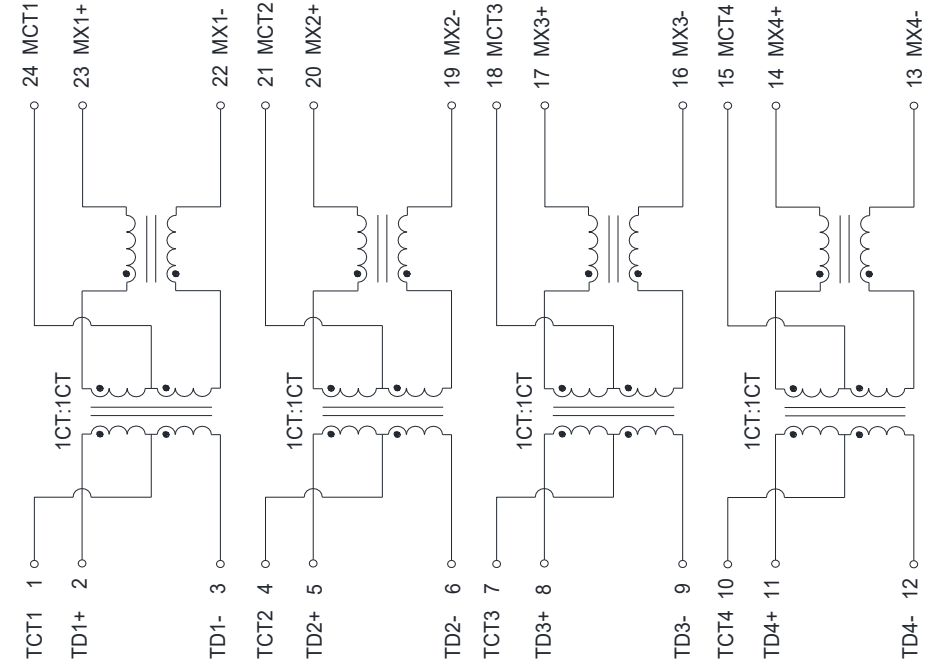 24 MCT1
23 MX1+
22 MX1-
21 MCT2
20 MX2+
19 MX2-
18 MCT3
17 MX3+
16 MX3-
15 MCT4
14 MX4+
13 MX4-
1CT:1CT
1CT:1CT
1CT:1CT
1CT:1CT
TCT1 1
TD1+ 2
TD1- 3
TCT2 4
TD2+ 5
TD2- 6
TCT3 7
TD3+ 8
TD3- 9
TCT4 10
TD4+ 11
TD4- 12